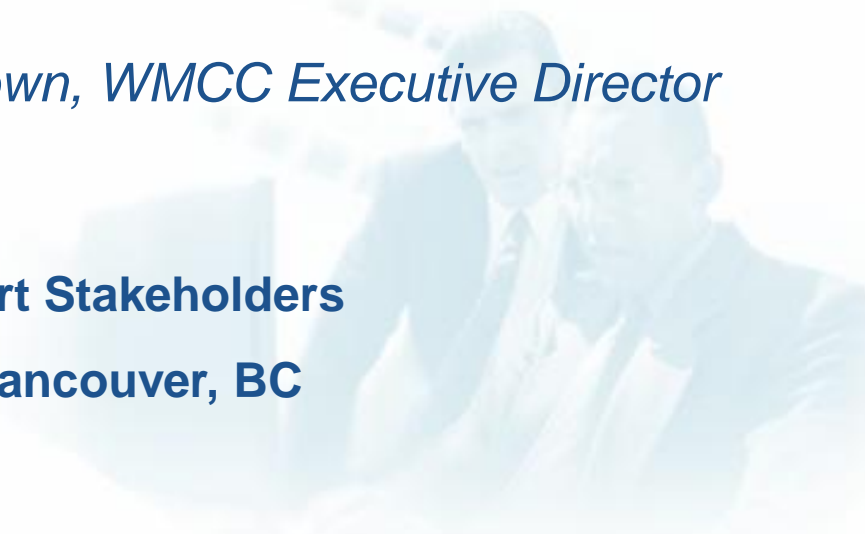 own, WMCC Executive Director
rt Stakeholders
ancouver, BC